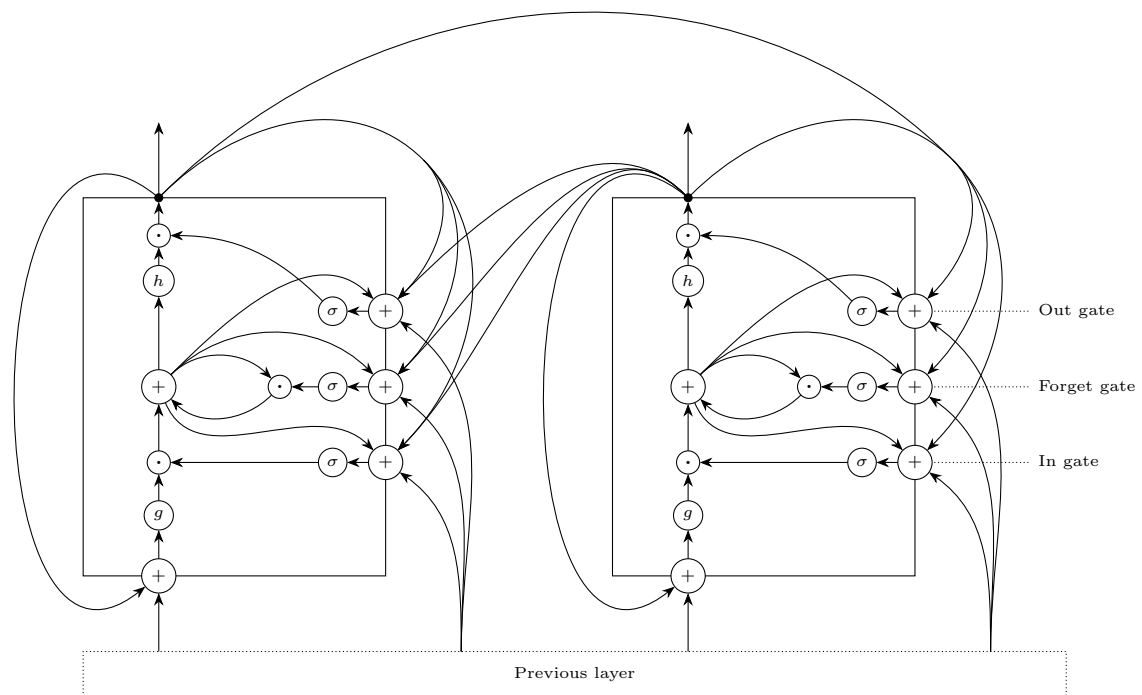 · ·
h h
σ + σ + Out gate
+ · σ + + · σ + Forget gate
· σ + · σ + In gate
g g
+ +
Previous layer